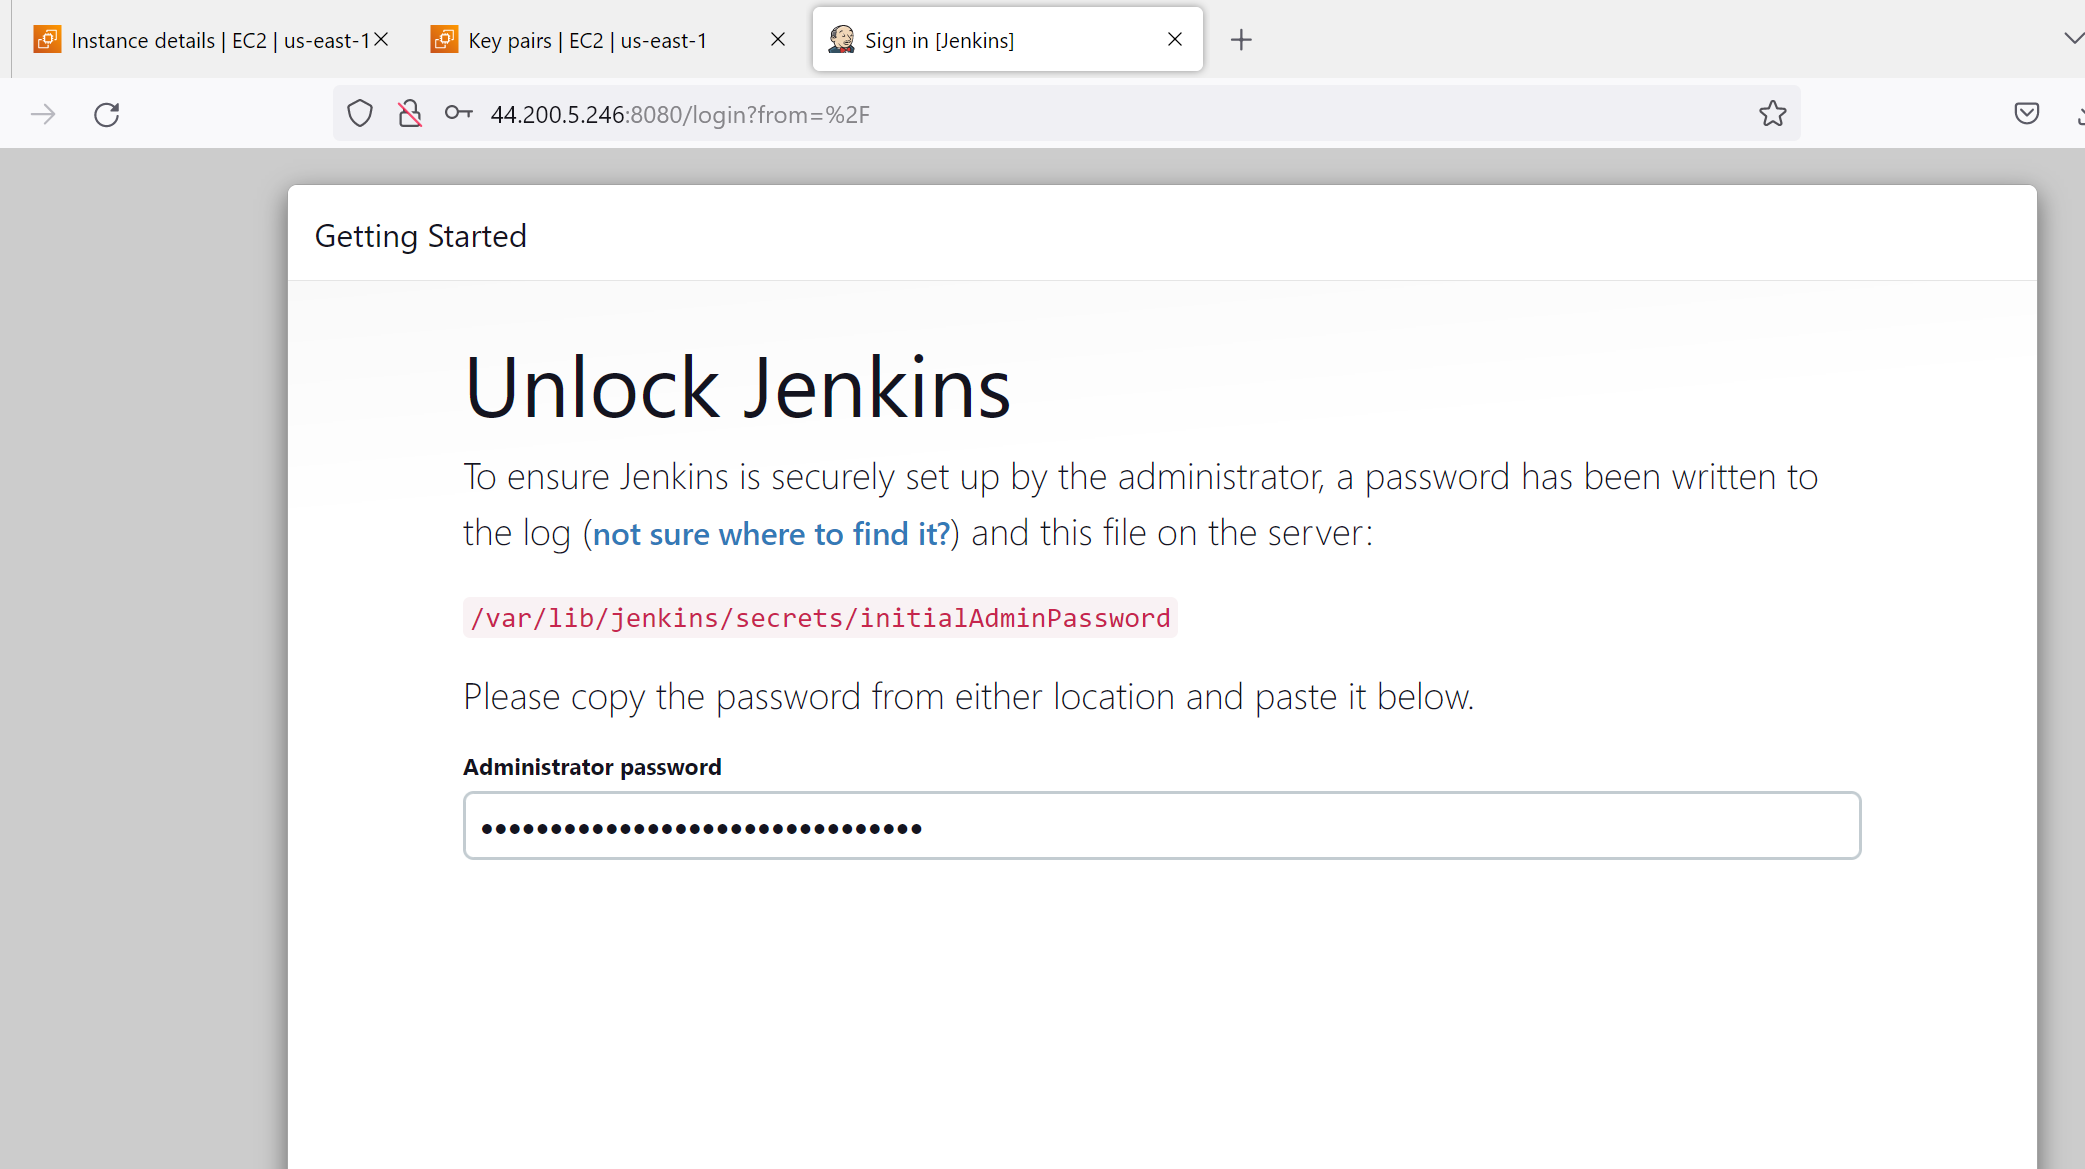 Instance details | EC2 | us-east-1
Key pairs | EC2 | us-east-1
Sign in [Jenkins]
44.200.5.246:8080/login?from=%2F
Getting Started
Unlock Jenkins
To ensure Jenkins is securely set up by the administrator, a password has been written to
the log (not sure where to find it?) and this file on the server:
/var/lib/jenkins/secrets/initialAdminPassword
Please copy the password from either location and paste it below.
Administrator password
••••••••••••••••••••••••••••••••